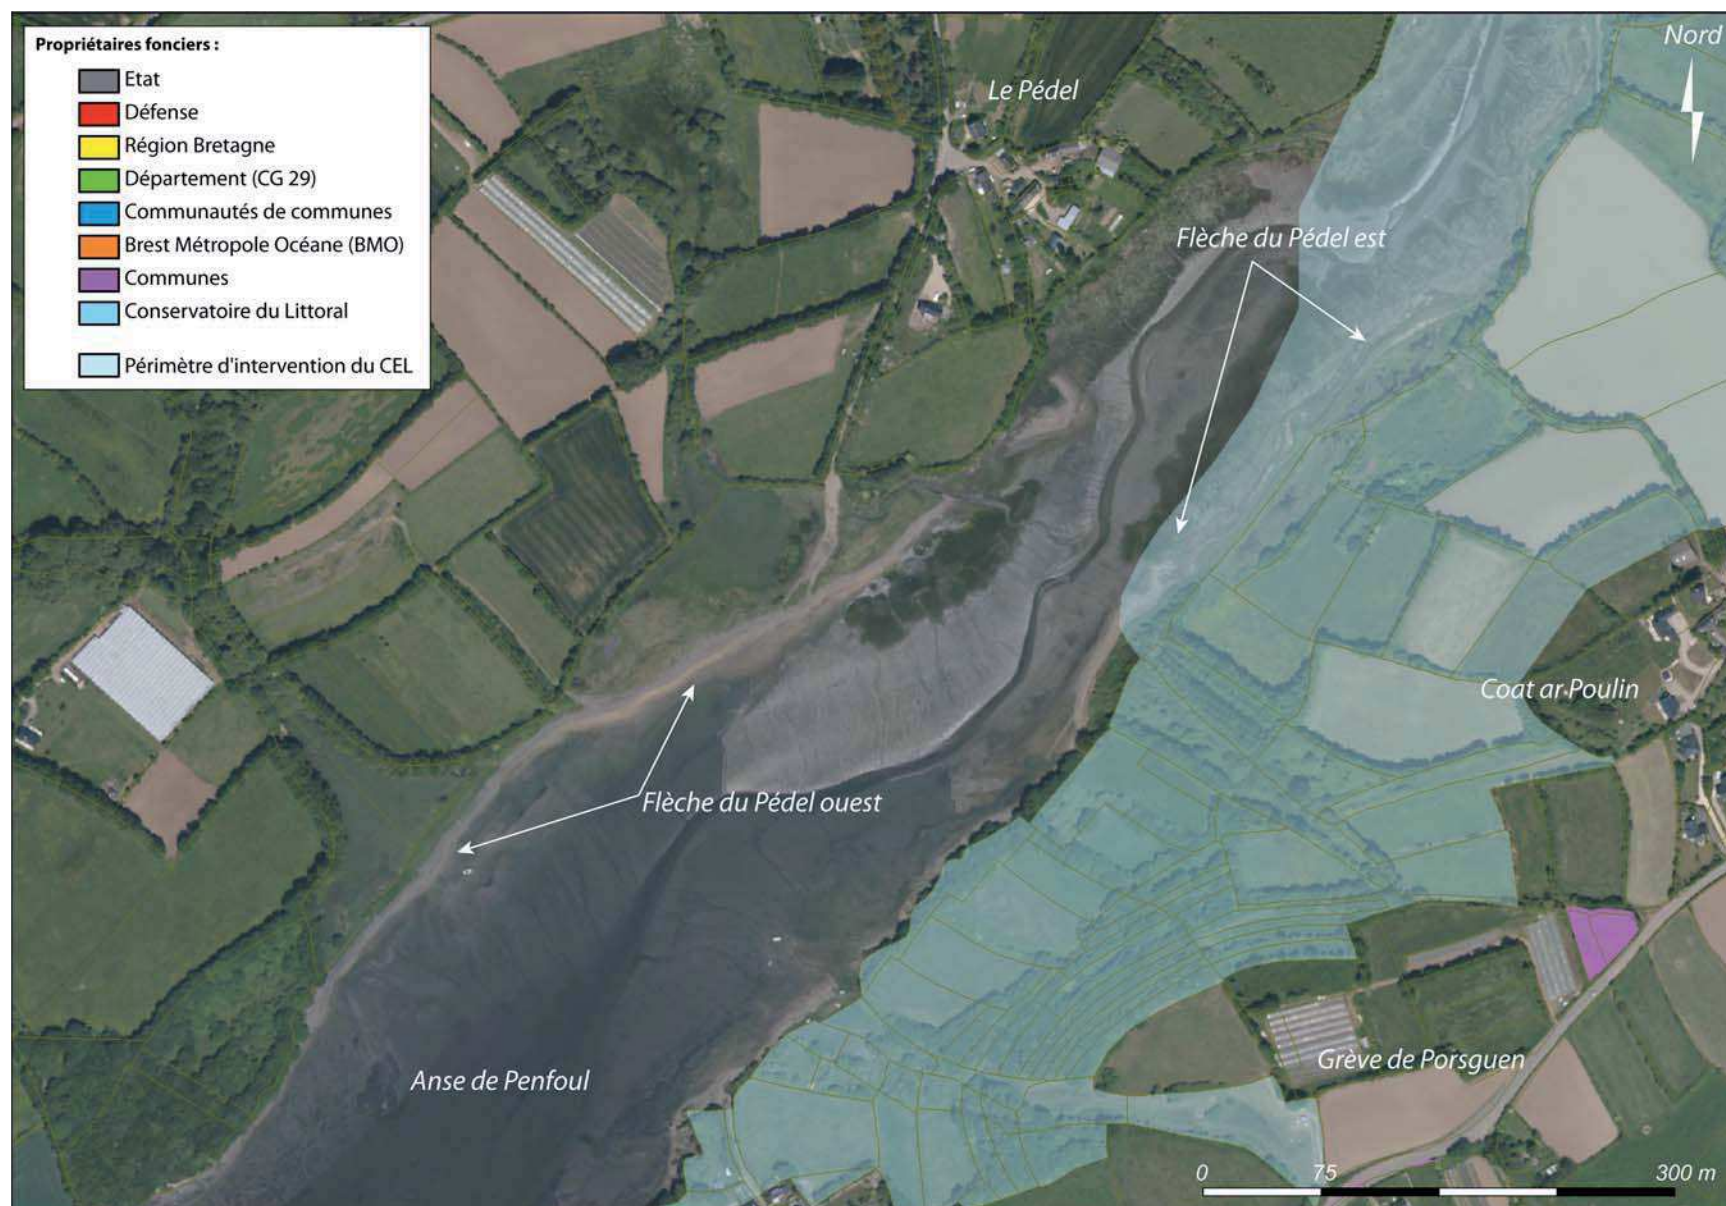 Propriétaires fonciers :
Etat
Défense
Région Bretagne
Département (CG 29)
Communautés de communes
Brest Métropole Océane (BMO)
Communes
Conservatoire du Littoral
Périmètre d'intervention du CEL
Nord
Le Pédel
Flèche du Pédel est
Coat ar Poulin
Flèche du Pédel ouest
Grève de Porsguen
Anse de Penfoul
0 75 300 m